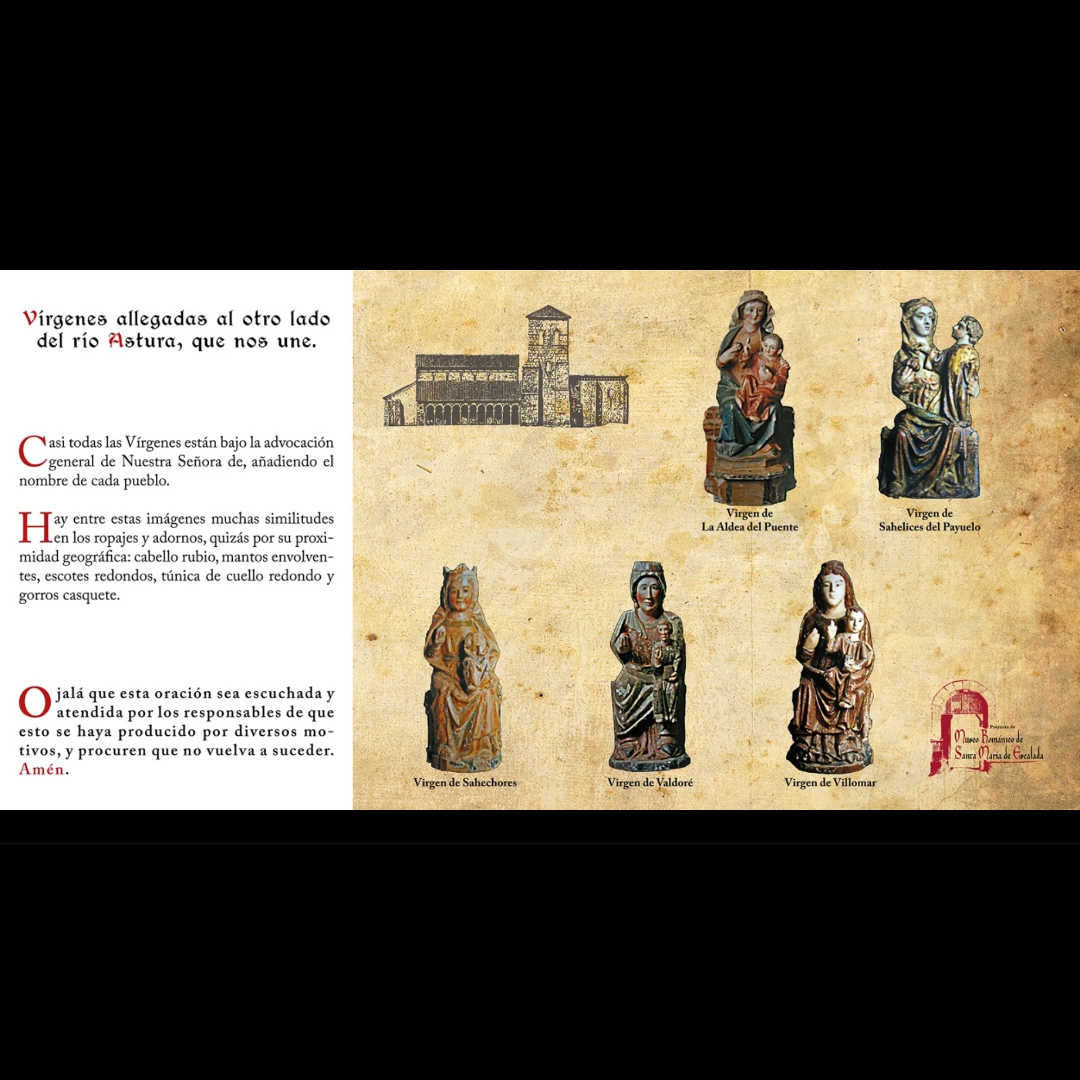 Vírgenes allegadas al otro lado
del río Astura, que nos une.
Casi todas las Vírgenes están bajo la advocación
general de Nuestra Señora de, añadiendo el
nombre de cada pueblo.
Hay entre estas imágenes muchas similitudes
en los ropajes y adornos, quizás por su proxi-
midad geográfica: cabello rubio, mantos envolven-
tes, escotes redondos, túnica de cuello redondo y
gorros casquete.
Ojalá que esta oración sea escuchada y
atendida por los responsables de que
esto se haya producido por diversos mo-
tivos, y procuren que no vuelva a suceder.
Amén.
Virgen de
La Aldea del Puente
Virgen de
Sahelices del Payuelo
Virgen de Sahechores
Virgen de Valdoré
Virgen de Villomar
Proyecto de
Museo Románico de
Santa María de Escalada